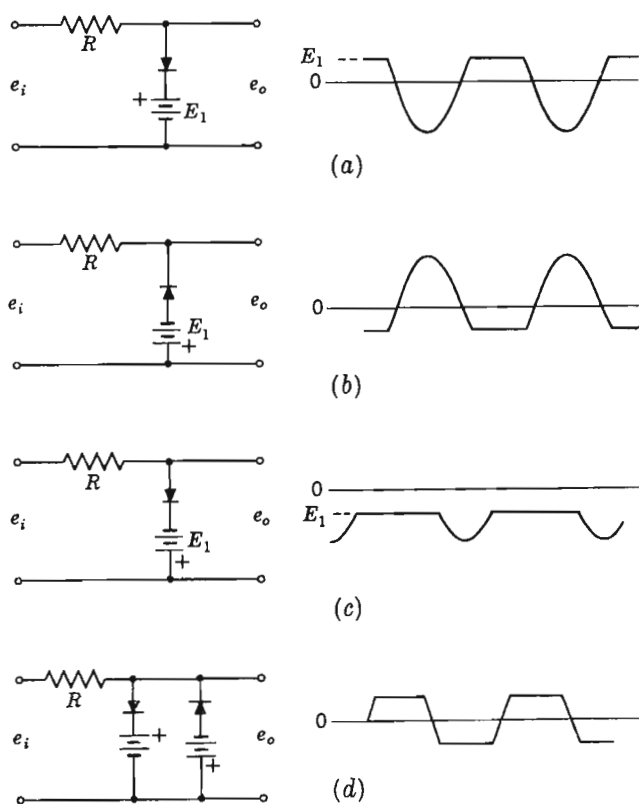 R
e_i
+
E_1
e_o
E_1
0
(a)
R
e_i
E_1
+
e_o
0
(b)
R
e_i
E_1
+
e_o
0
E_1
(c)
R
e_i
+
+
e_o
0
(d)